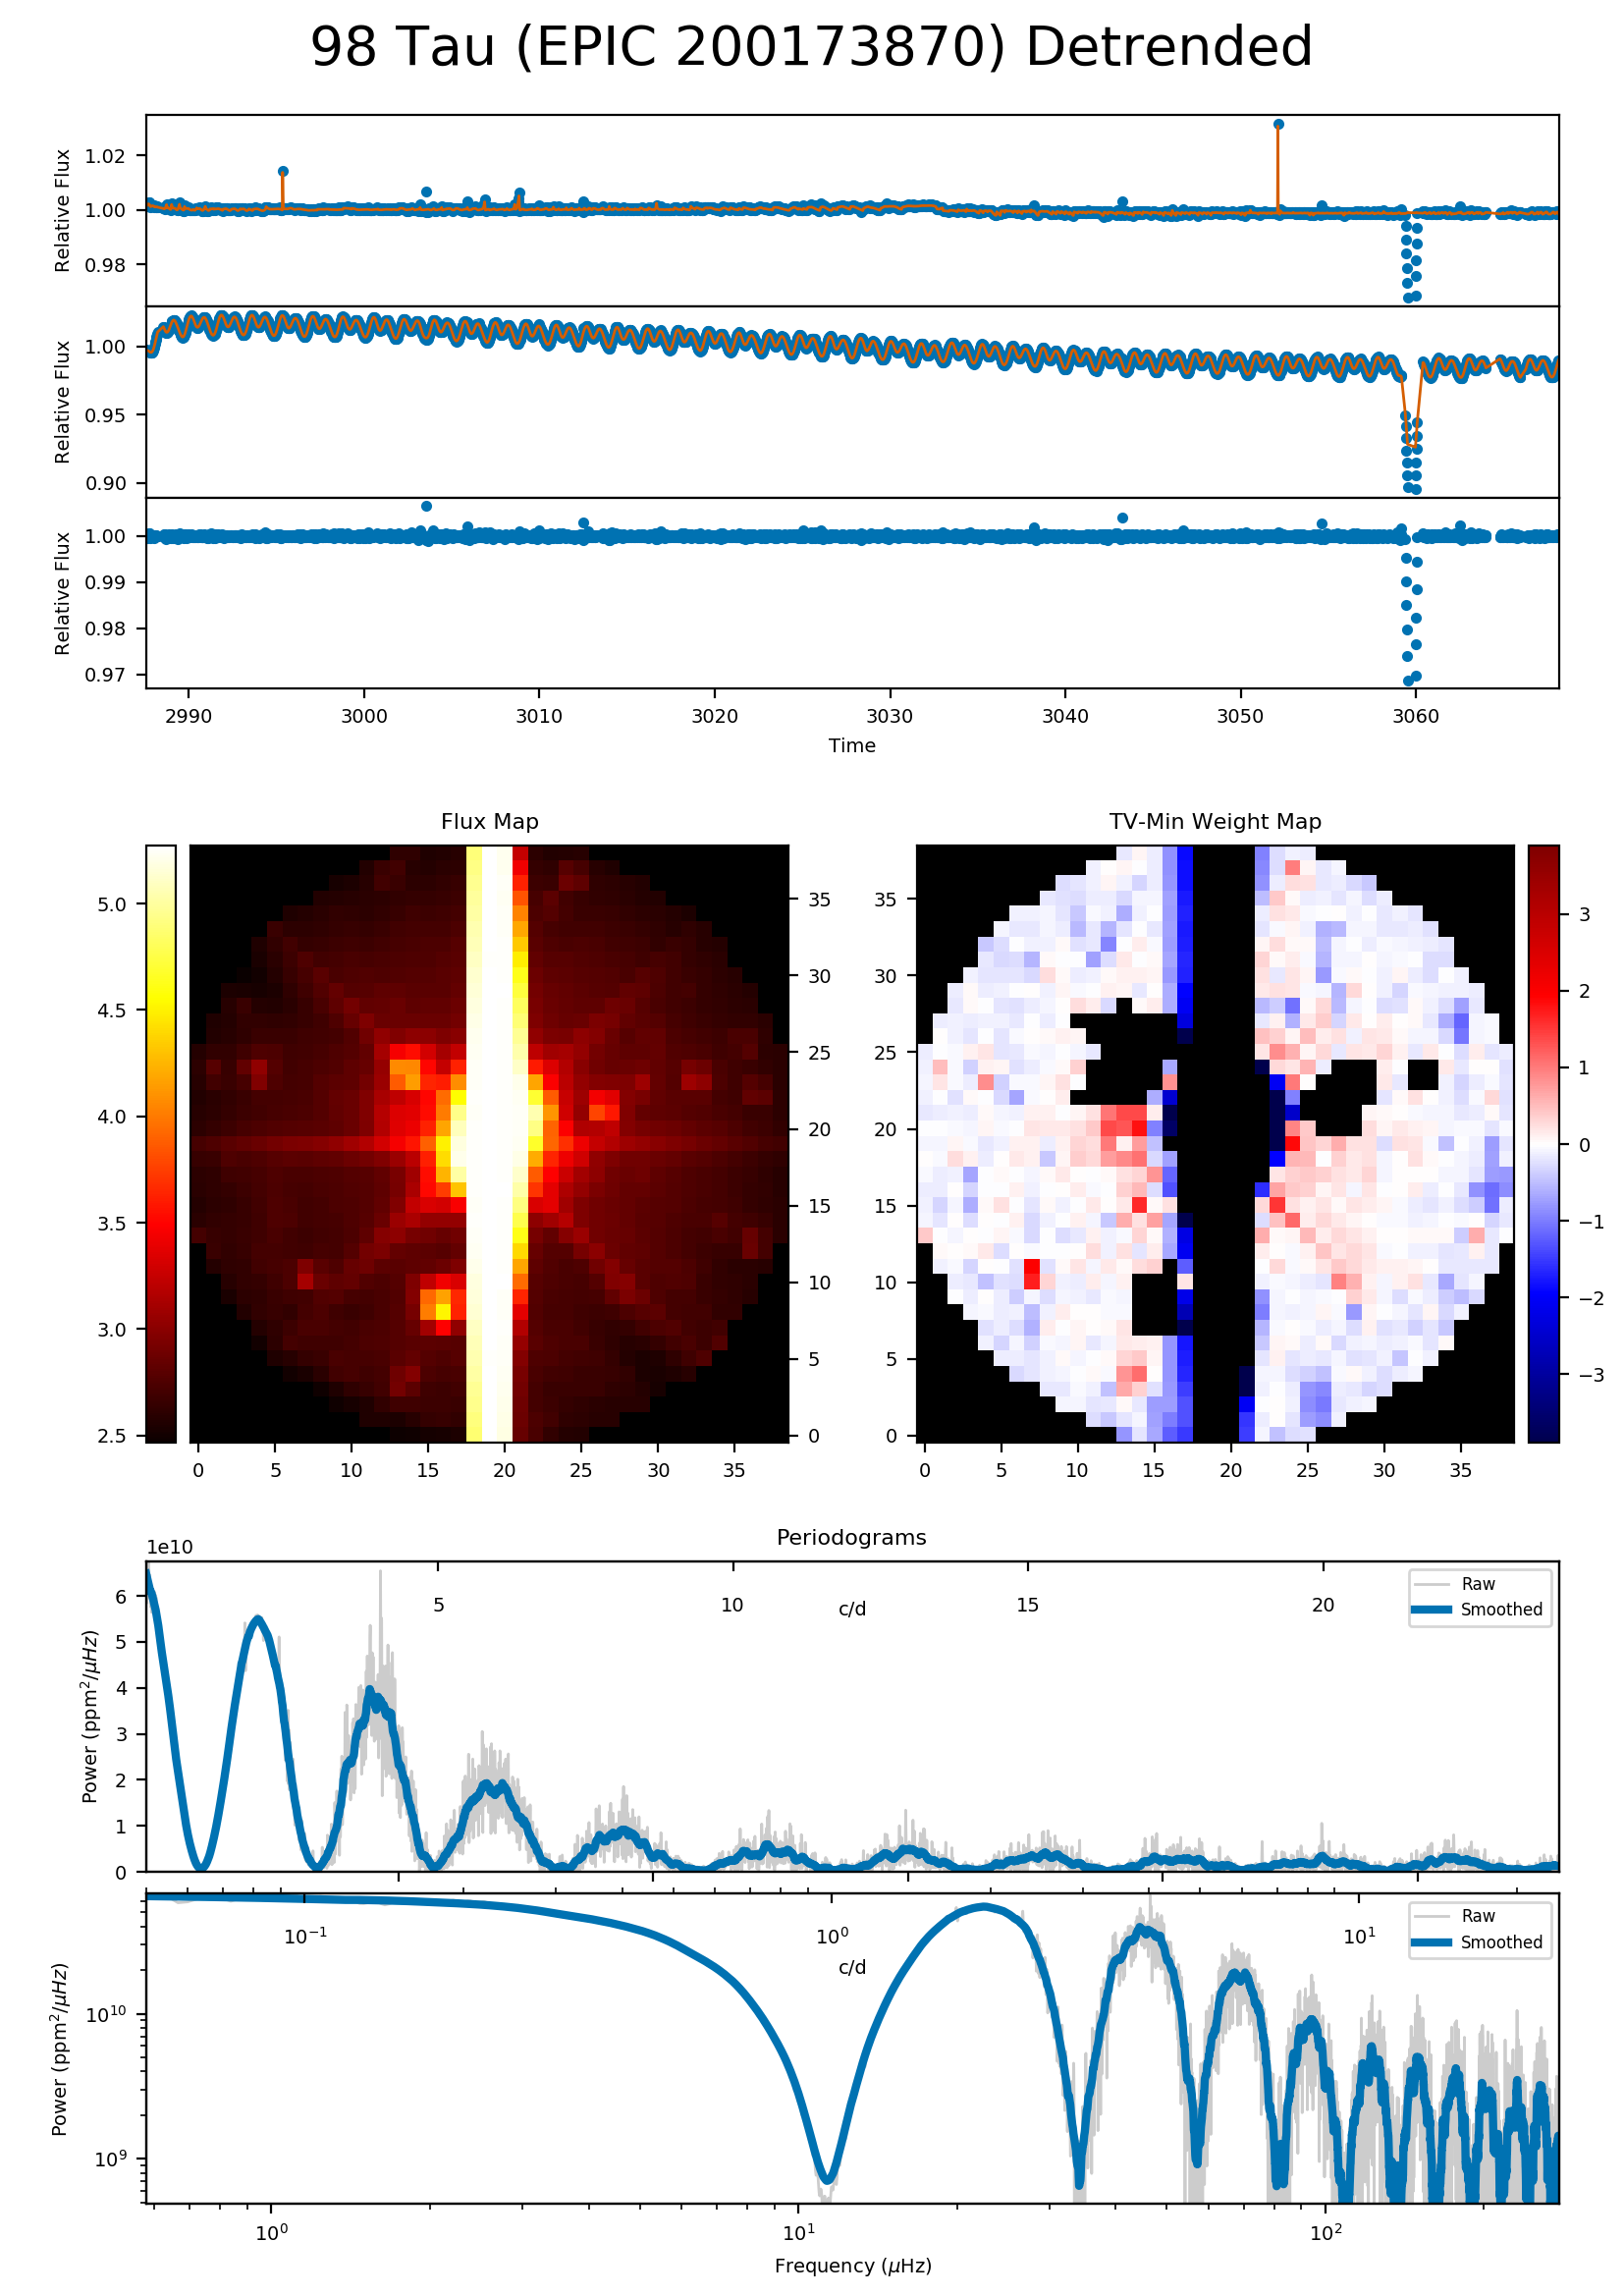 98 Tau (EPIC 200173870) Detrended
1.02
1.00
0.98
Relative Flux
1.00
0.95
0.90
Relative Flux
1.00
0.99
0.98
0.97
Relative Flux
2990 3000 3010 3020 3030 3040 3050 3060
Time
Flux Map
5.0
4.5
4.0
3.5
3.0
2.5
35
30
25
20
15
10
5
0
0 5 10 15 20 25 30 35
TV-Min Weight Map
35
30
25
20
15
10
5
0
0 5 10 15 20 25 30 35
3
2
1
0
−1
−2
−3
Periodograms
1e10
6
5
4
3
2
1
0
Power (ppm²/μHz)
5 10 15 20
c/d
Raw
Smoothed
10¹⁰
10⁹
Power (ppm²/μHz)
10⁻¹ 10⁰ 10¹
c/d
Raw
Smoothed
10⁰ 10¹ 10²
Frequency (μHz)